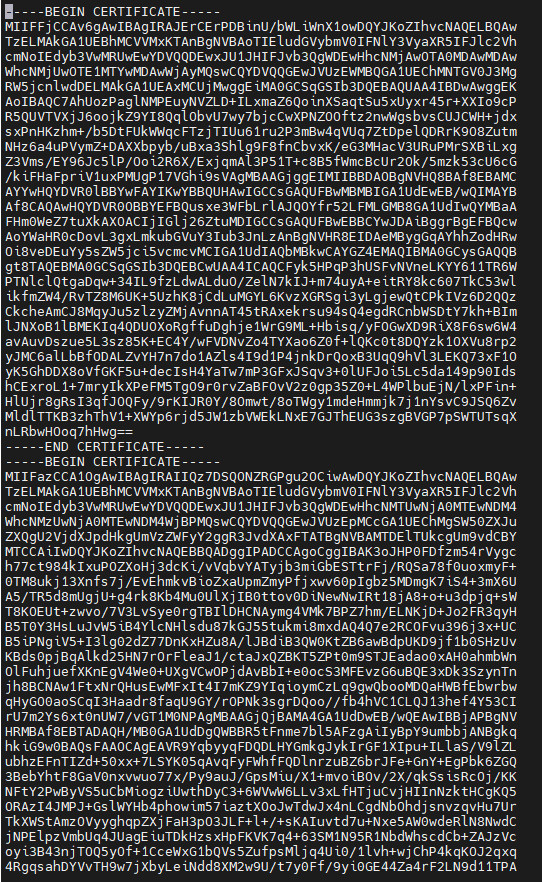 -----BEGIN CERTIFICATE-----
MIIFFjCCAv6gAwIBAgIRAJErCErPDBinU/bWLiWnX1owDQYJKoZIhvcNAQELBQAw
TzELMAkGA1UEBhMCVVMxKTAnBgNVBAoTIEludGVybmV0IFNlY3VyaXR5IFJlc2Vh
cmNoIEdyb3VwMRUwEwYDVQQDEwxJU1JHIFJvb3QgWDEwHhcNMjAwOTA0MDAwMDAw
WhcNMjUwOTE1MTYwMDAwWjAyMQswCQYDVQQGEwJVUzEWMBQGA1UEChMNTGV0J3Mg
RW5jcnlwdDELMAkGA1UEAxMCUjMwggEiMA0GCSqGSIb3DQEBAQUAA4IBDwAwggEK
AoIBAQC7AhUozPaglNMPEuyNVZLD+ILxmaZ6QoinXSaqtSu5xUyxr45r+XXIo9cP
R5QUVTVXjJ6oojkZ9YI8QqlObvU7wy7bjcCwXPNZOOftz2nwWgsbvsCUJCWH+jdx
sxPnHKzhm+/b5DtFUkWWqcFTzjTIUu61ru2P3mBw4qVUq7ZtDpelQDRrK9O8Zutm
NHz6a4uPVymZ+DAXXbpyb/uBxa3Shlg9F8fnCbvxK/eG3MHacV3URuPMrSXBiLxg
Z3Vms/EY96Jc5lP/Ooi2R6X/ExjqmAl3P51T+c8B5fWmcBcUr2Ok/5mzk53cU6cG
/kiFHaFpriV1uxPMUgP17VGhi9sVAgMBAAGjggEIMIIBBDAOBgNVHQ8BAf8EBAMC
AYYwHQYDVR0lBBYwFAYIKwYBBQUHAwIGCCsGAQUFBwMBMBIGA1UdEwEB/wQIMAYB
Af8CAQAwHQYDVR0OBBYEFBQusxe3WFbLrlAJQOYfr52LFMLGMB8GA1UdIwQYMBaA
FHm0WeZ7tuXkAXOACIjIGlj26ZtuMDIGCCsGAQUFBwEBBCYwJDAiBggrBgEFBQcw
AoYWaHR0cDovL3gxLmkubGVuY3Iub3JnLzAnBgNVHR8EIDAeMBygGqAYhhZodHRw
Oi8veDEuYy5sZW5jci5vcmcvMCIGA1UdIAQbMBkwCAYGZ4EMAQIBMA0GCysGAQQB
gt8TAQEBMA0GCSqGSIb3DQEBCwUAA4ICAQCFyk5HPqP3hUSFvNVneLKYY611TR6W
PTNlclQtgaDqw+34IL9fzLdwALduO/ZelN7kIJ+m74uyA+eitRY8kc607TkC53wl
ikfmZW4/RvTZ8M6UK+5UzhK8jCdLuMGYL6KvzXGRSgi3yLgjewQtCPkIVz6D2QQz
CkcheAmCJ8MqyJu5zlzyZMjAvnnAT45tRAxekrsu94sQ4egdRCnbWSDtY7kh+BIm
lJNXoB1lBMEKIq4QDUOXoRgffuDghje1WrG9ML+Hbisq/yFOGwXD9RiX8F6sw6W4
avAuvDszue5L3sz85K+EC4Y/wFVDNvZo4TYXao6Z0f+lQKc0t8DQYzk1OXVu8rp2
yJMC6alLbBfODALZvYH7n7do1AZls4I9d1P4jnkDrQoxB3UqQ9hVl3LEKQ73xF1O
yK5GhDDX8oVfGKF5u+decIsH4YaTw7mP3GFxJSqv3+0lUFJoi5Lc5da149p90Ids
hCExroL1+7mryIkXPeFM5TgO9r0rvZaBFOvV2z0gp35Z0+L4WPlbuEjN/lxPFin+
HlUjr8gRsI3qfJOQFy/9rKIJR0Y/8Omwt/8oTWgy1mdeHmmjk7j1nYsvC9JSQ6Zv
MldlTTKB3zhThV1+XWYp6rjd5JW1zbVWEkLNxE7GJThEUG3szgBVGP7pSWTUTsqX
nLRbwHOoq7hHwg==
-----END CERTIFICATE-----
-----BEGIN CERTIFICATE-----
MIIFazCCA1OgAwIBAgIRAIIQz7DSQONZRGPgu2OCiwAwDQYJKoZIhvcNAQELBQAw
TzELMAkGA1UEBhMCVVMxKTAnBgNVBAoTIEludGVybmV0IFNlY3VyaXR5IFJlc2Vh
cmNoIEdyb3VwMRUwEwYDVQQDEwxJU1JHIFJvb3QgWDEwHhcNMTUwNjA0MTEwNDM4
WhcNMzUwNjA0MTEwNDM4WjBPMQswCQYDVQQGEwJVUzEpMCcGA1UEChMgSW50ZXJu
ZXQgU2VjdXJpdHkgUmVzZWFyY2ggR3JvdXAxFTATBgNVBAMTDElTUkcgUm9vdCBY
MTCCAiIwDQYJKoZIhvcNAQEBBQADggIPADCCAgoCggIBAK3oJHP0FDfzm54rVygc
h77ct984kIxuPOZXoHj3dcKi/vVqbvYATyjb3miGbESTtrFj/RQSa78f0uoxmyF+
0TM8ukj13Xnfs7j/EvEhmkvBioZxaUpmZmyPfjxwv60pIgbz5MDmgK7iS4+3mX6U
A5/TR5d8mUgjU+g4rk8Kb4Mu0UlXjIB0ttov0DiNewNwIRt18jA8+o+u3dpjq+sW
T8KOEUt+zwvo/7V3LvSye0rgTBIlDHCNAymg4VMk7BPZ7hm/ELNKjD+Jo2FR3qyH
B5T0Y3HsLuJvW5iB4YlcNHlsdu87kGJ55tukmi8mxdAQ4Q7e2RCOFvu396j3x+UC
B5iPNgiV5+I3lg02dZ77DnKxHZu8A/lJBdiB3QW0KtZB6awBdpUKD9jf1b0SHzUv
KBds0pjBqAlkd25HN7rOrFleaJ1/ctaJxQZBKT5ZPt0m9STJEadao0xAH0ahmbWn
OlFuhjuefXKnEgV4We0+UXgVCwOPjdAvBbI+e0ocS3MFEvzG6uBQE3xDk3SzynTn
jh8BCNAw1FtxNrQHusEwMFxIt4I7mKZ9YIqioymCzLq9gwQbooMDQaHWBfEbwrbw
qHyGO0aoSCqI3Haadr8faqU9GY/rOPNk3sgrDQoo//fb4hVC1CLQJ13hef4Y53CI
rU7m2Ys6xt0nUW7/vGT1M0NPAgMBAAGjQjBAMA4GA1UdDwEB/wQEAwIBBjAPBgNV
HRMBAf8EBTADAQH/MB0GA1UdDgQWBBR5tFnme7bl5AFzgAiIyBpY9umbbjANBgkq
hkiG9w0BAQsFAAOCAgEAVR9YqbyyqFDQDLHYGmkgJykIrGF1XIpu+ILlaS/V9lZL
ubhzEFnTIZd+50xx+7LSYK05qAvqFyFWhfFQDlnrzuBZ6brJFe+GnY+EgPbk6ZGQ
3BebYhtF8GaV0nxvwuo77x/Py9auJ/GpsMiu/X1+mvoiBOv/2X/qkSsisRcOj/KK
NFtY2PwByVS5uCbMiogziUwthDyC3+6WVwW6LLv3xLfHTjuCvjHIInNzktHCgKQ5
ORAzI4JMPJ+GslWYHb4phowim57iaztXOoJwTdwJx4nLCgdNbOhdjsnvzqvHu7Ur
TkXWStAmzOVyyghqpZXjFaH3pO3JLF+l+/+sKAIuvtd7u+Nxe5AW0wdeRlN8NwdC
jNPElpzVmbUq4JUagEiuTDkHzsxHpFKVK7q4+63SM1N95R1NbdWhscdCb+ZAJzVc
oyi3B43njTOQ5yOf+1CceWxG1bQVs5ZufpsMljq4Ui0/1lvh+wjChP4kqKOJ2qxq
4RgqsahDYVvTH9w7jXbyLeiNdd8XM2w9U/t7y0Ff/9yi0GE44Za4rF2LN9d11TPA